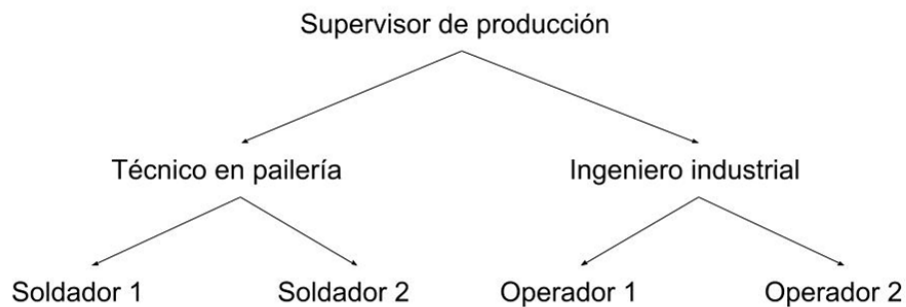 Supervisor de producción
Técnico en pailería
Ingeniero industrial
Soldador 1
Soldador 2
Operador 1
Operador 2